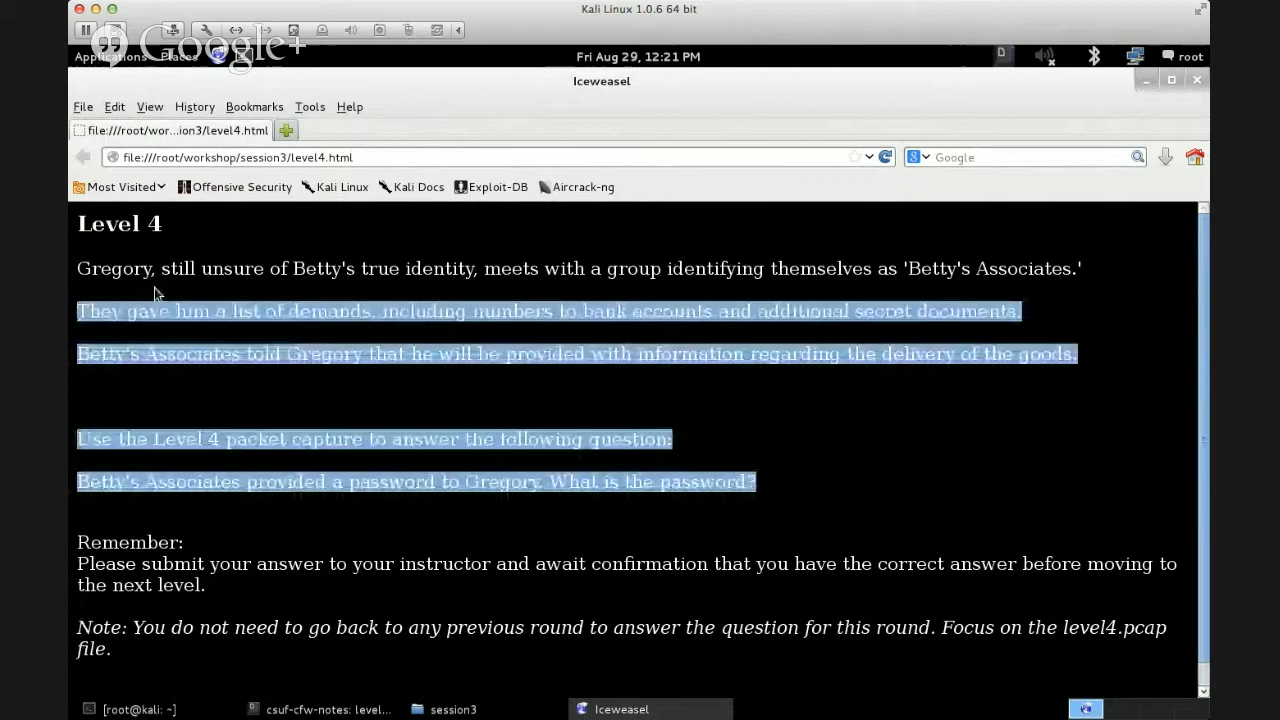 Kali Linux 1.0.6 64 bit
Google+
Applications Places Fri Aug 29, 12:21 PM root
Iceweasel
File Edit View History Bookmarks Tools Help
file:///root/wor...ion3/level4.html
file:///root/workshop/session3/level4.html Google
Most Visited Offensive Security Kali Linux Kali Docs Exploit-DB Aircrack-ng
Level 4
Gregory, still unsure of Betty's true identity, meets with a group identifying themselves as 'Betty's Associates.'
They gave him a list of demands, including numbers to bank accounts and additional secret documents.
Betty's Associates told Gregory that he will be provided with information regarding the delivery of the goods.
Use the Level 4 packet capture to answer the following question:
Betty's Associates provided a password to Gregory. What is the password?
Remember:
Please submit your answer to your instructor and await confirmation that you have the correct answer before moving to
the next level.
Note: You do not need to go back to any previous round to answer the question for this round. Focus on the level4.pcap
file.
[root@kali: ~] csuf-cfw-notes: level... session3 Iceweasel